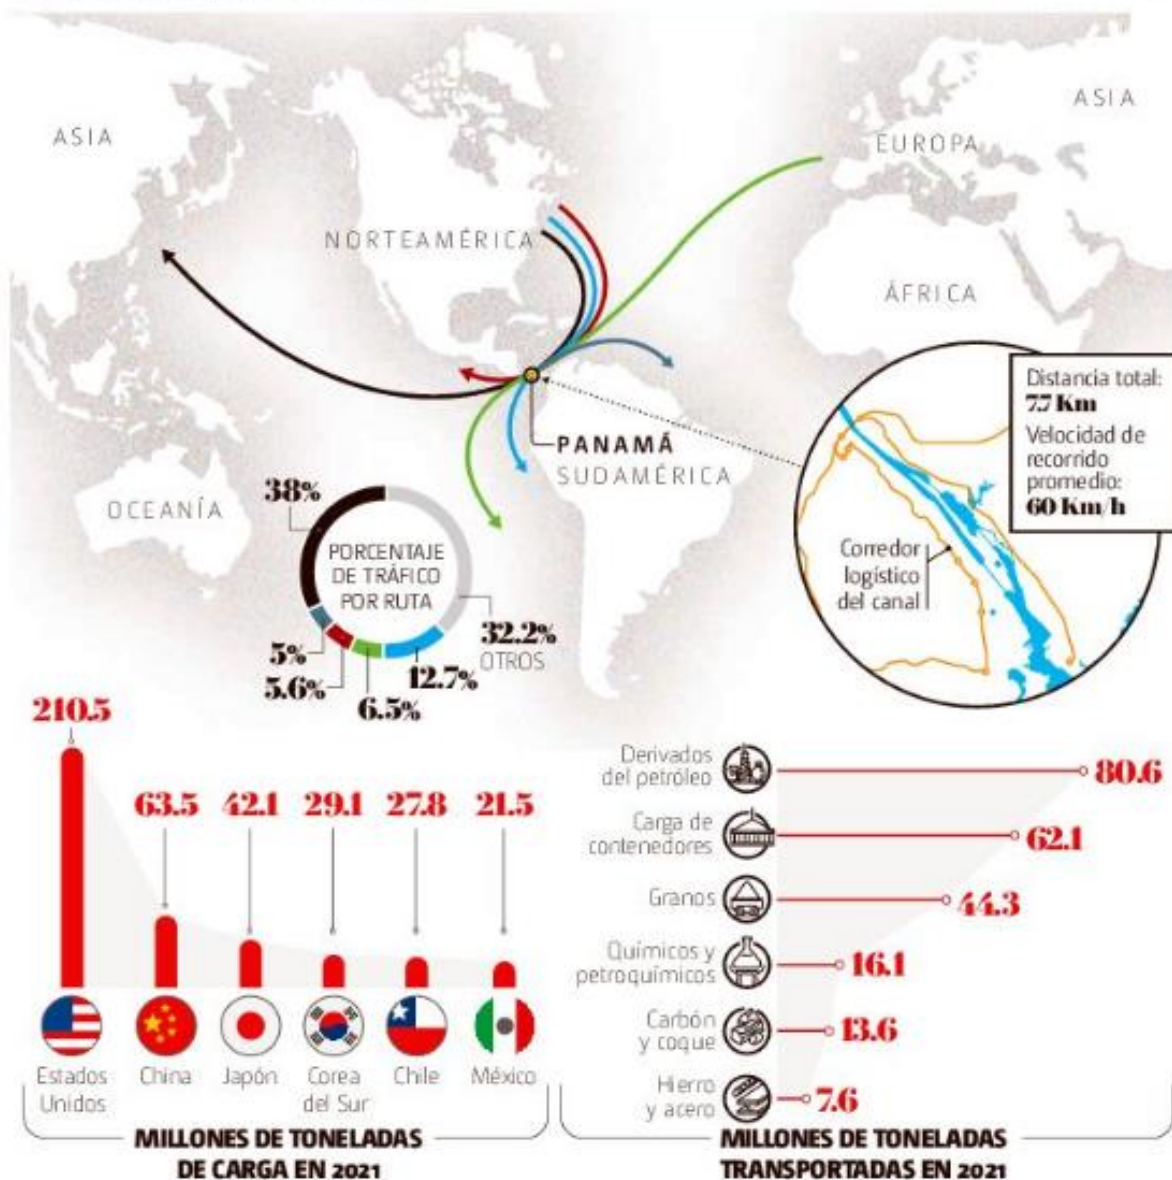 ASIA
ASIA
EUROPA
NORTEAMÉRICA
ÁFRICA
Distancia total:
7.7 Km
Velocidad de
recorrido
promedio:
60 Km/h
PANAMÁ
SUDAMÉRICA
OCEANÍA
Corredor
logístico
del canal
38%
PORCENTAJE
DE TRÁFICO
POR RUTA
32.2%
OTROS
5%
5.6%
6.5%
12.7%
210.5
63.5
42.1
29.1
27.8
21.5
Estados
Unidos
China
Japón
Corea
del Sur
Chile
México
MILLONES DE TONELADAS
DE CARGA EN 2021
Derivados
del petróleo
80.6
Carga de
contenedores
62.1
Granos
44.3
Químicos y
petroquímicos
16.1
Carbón
y coque
13.6
Hierro
y acero
7.6
MILLONES DE TONELADAS
TRANSPORTADAS EN 2021